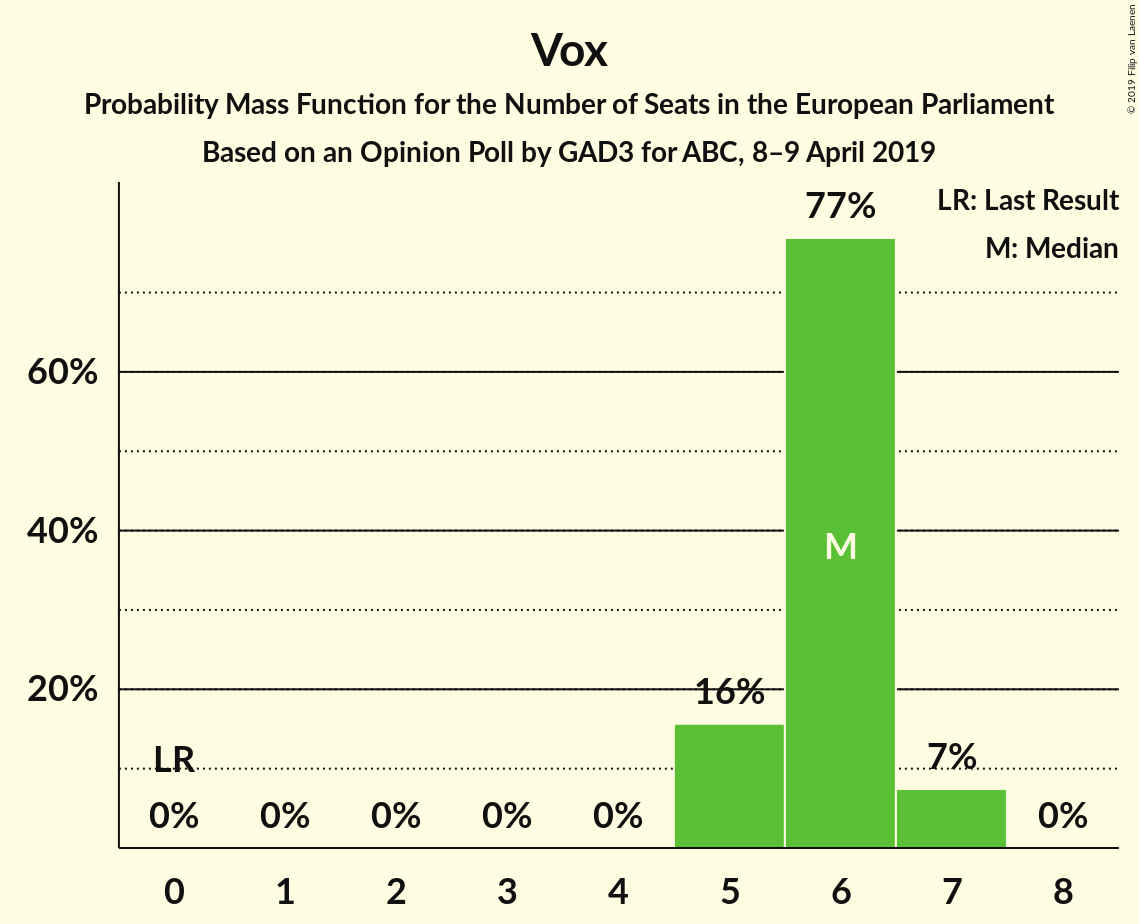 Vox
Probability Mass Function for the Number of Seats in the European Parliament
Based on an Opinion Poll by GAD3 for ABC, 8–9 April 2019
© 2019 Filip van Laenen
LR: Last Result
M: Median
77%
60%
40%
M
20%
16%
LR
7%
0% 0% 0% 0% 0% 0%
0 1 2 3 4 5 6 7 8